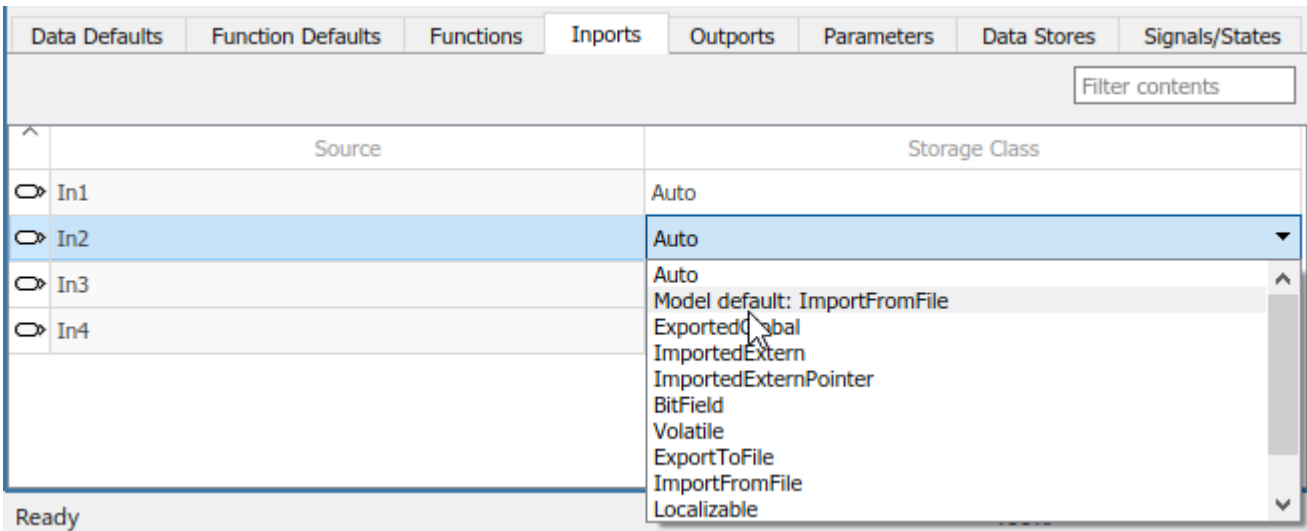 Data Defaults Function Defaults Functions Inports Outports Parameters Data Stores Signals/States
Filter contents
Source Storage Class
In1 Auto
In2 Auto
In3
In4
Auto
Model default: ImportFromFile
ExportedGlobal
ImportedExtern
ImportedExternPointer
BitField
Volatile
ExportToFile
ImportFromFile
Localizable
Ready